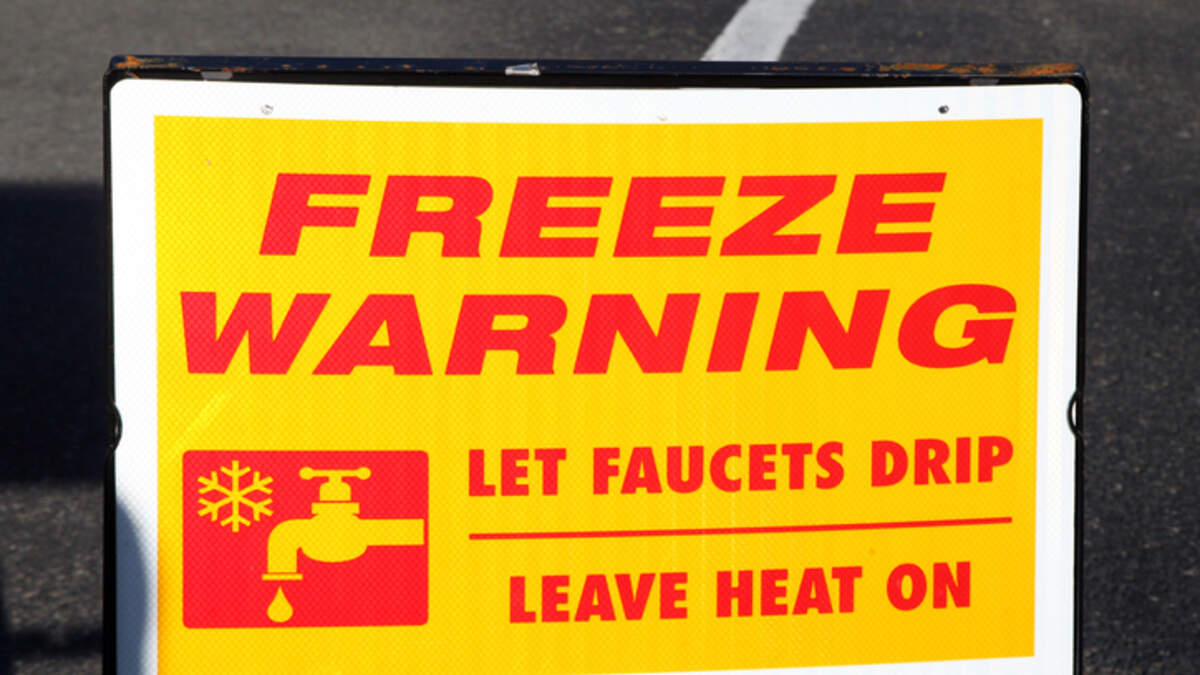 FREEZE
WARNING
LET FAUCETS DRIP
LEAVE HEAT ON